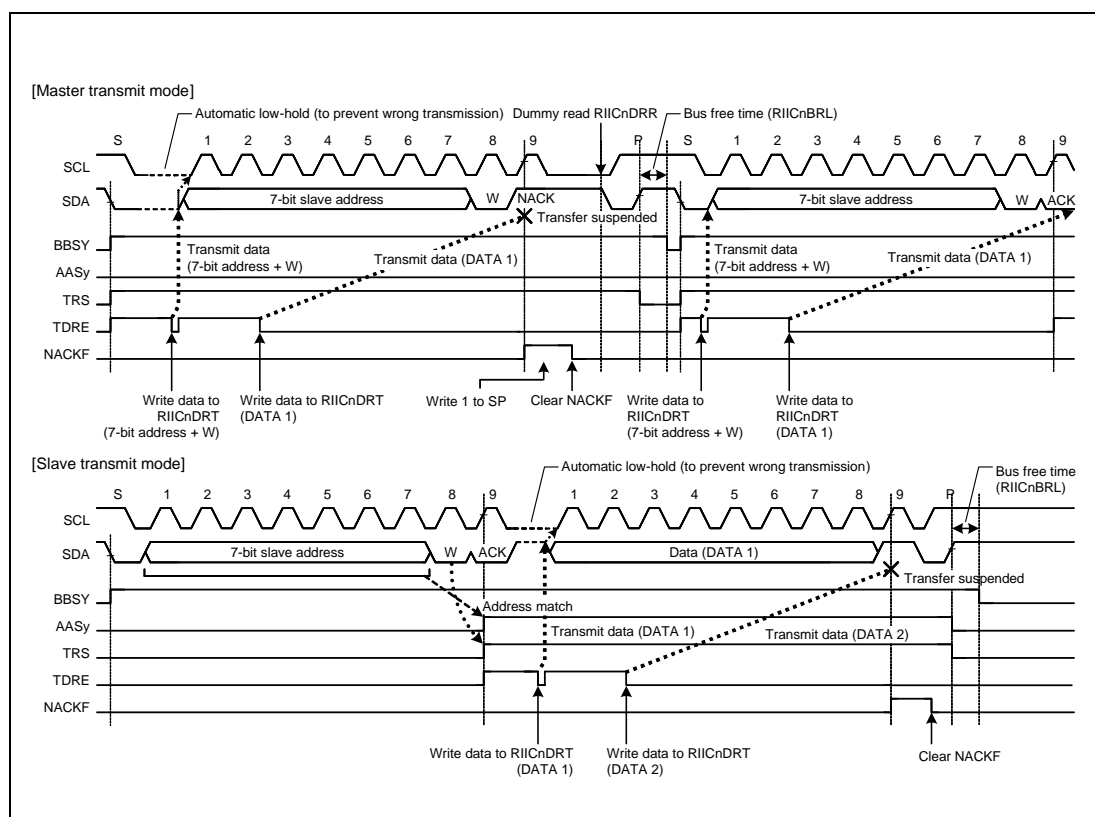 [Master transmit mode]
Automatic low-hold (to prevent wrong transmission)
Dummy read RIICnDRR
Bus free time (RIICnBRL)
S 1 2 3 4 5 6 7 8 9 P S 1 2 3 4 5 6 7 8 9
SCL
SDA 7-bit slave address W NACK 7-bit slave address W ACK
Transfer suspended
BBSY
Transmit data
(7-bit address + W)
Transmit data (DATA 1)
Transmit data
(7-bit address + W)
Transmit data (DATA 1)
AASy
TRS
TDRE
NACKF
Write data to
RIICnDRT
(7-bit address + W)
Write data to RIICnDRT
(DATA 1)
Write 1 to SP
Clear NACKF
Write data to
RIICnDRT
(7-bit address + W)
Write data to
RIICnDRT
(DATA 1)
[Slave transmit mode]
Automatic low-hold (to prevent wrong transmission)
Bus free time
(RIICnBRL)
S 1 2 3 4 5 6 7 8 9 1 2 3 4 5 6 7 8 9 P
SCL
SDA 7-bit slave address W ACK Data (DATA 1)
Transfer suspended
BBSY
Address match
AASy
Transmit data (DATA 1)
Transmit data (DATA 2)
TRS
TDRE
NACKF
Write data to RIICnDRT
(DATA 1)
Write data to RIICnDRT
(DATA 2)
Clear NACKF